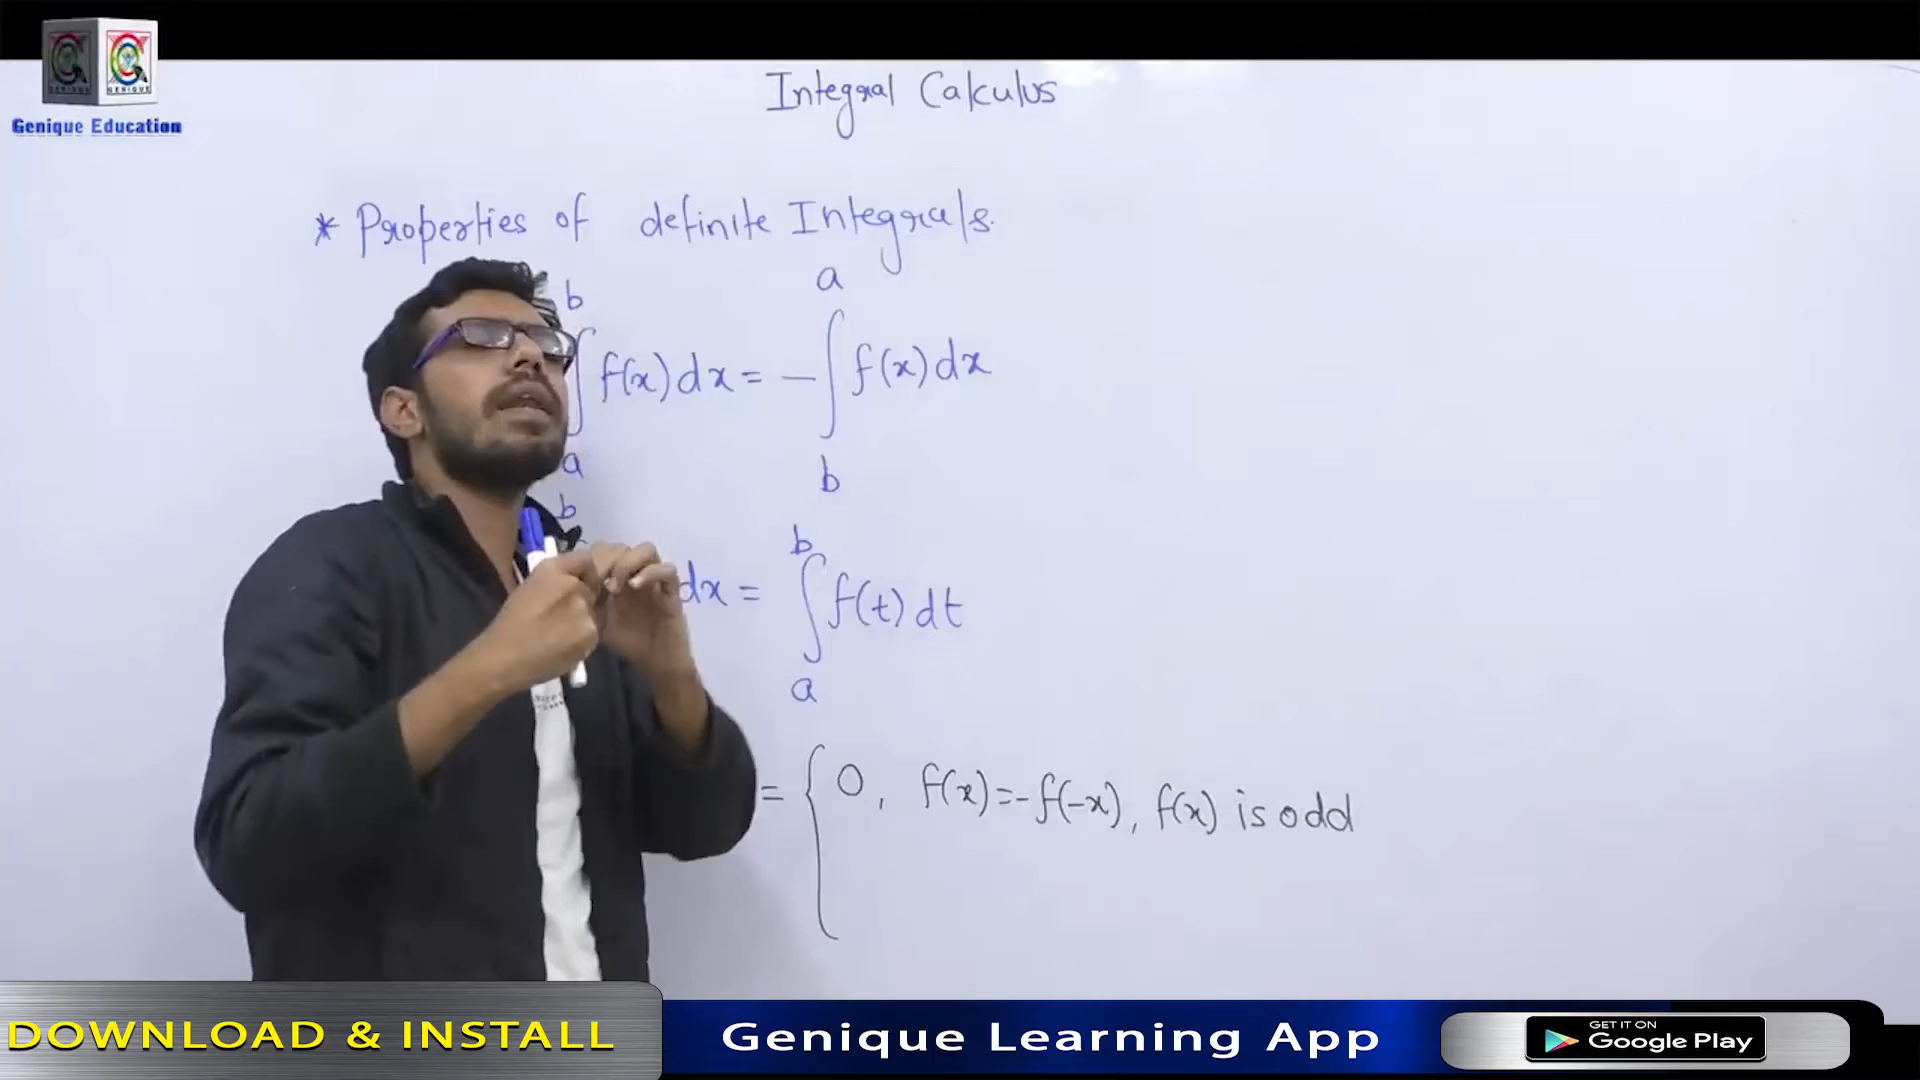 GENIQUE
Genique Education
Integral Calculus
* Properties of definite Integrals.
b a
∫ f(x) dx = - ∫ f(x) dx
a b
b b
dx = ∫ f(t) dt
a
= { 0, f(x) = -f(-x), f(x) is odd
DOWNLOAD & INSTALL
Genique Learning App
GET IT ON
Google Play